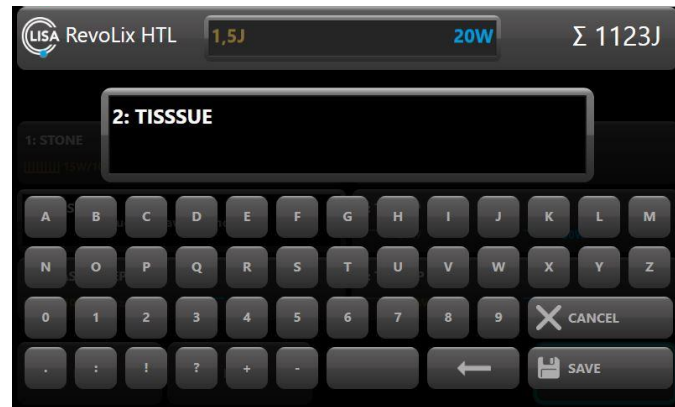 LISA RevoLix HTL 1,5J 20W Σ 1123J
2: TISSSUE
1: STONE
A B C D E F G H I J K L M
N O P Q R S T U V W X Y Z
0 1 2 3 4 5 6 7 8 9 CANCEL
. : ! ? + - SAVE